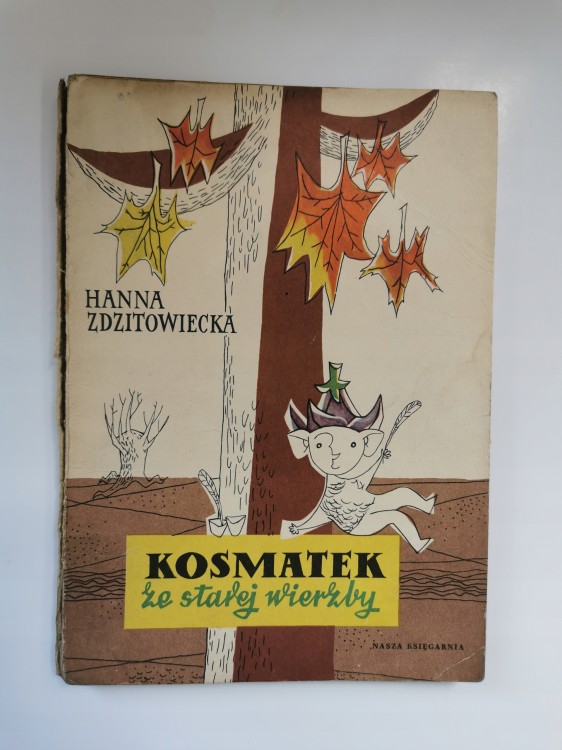 HANNA
ZDZITOWIECKA
KOSMATEK
ze starej wierzby
NASZA KSIĘGARNIA